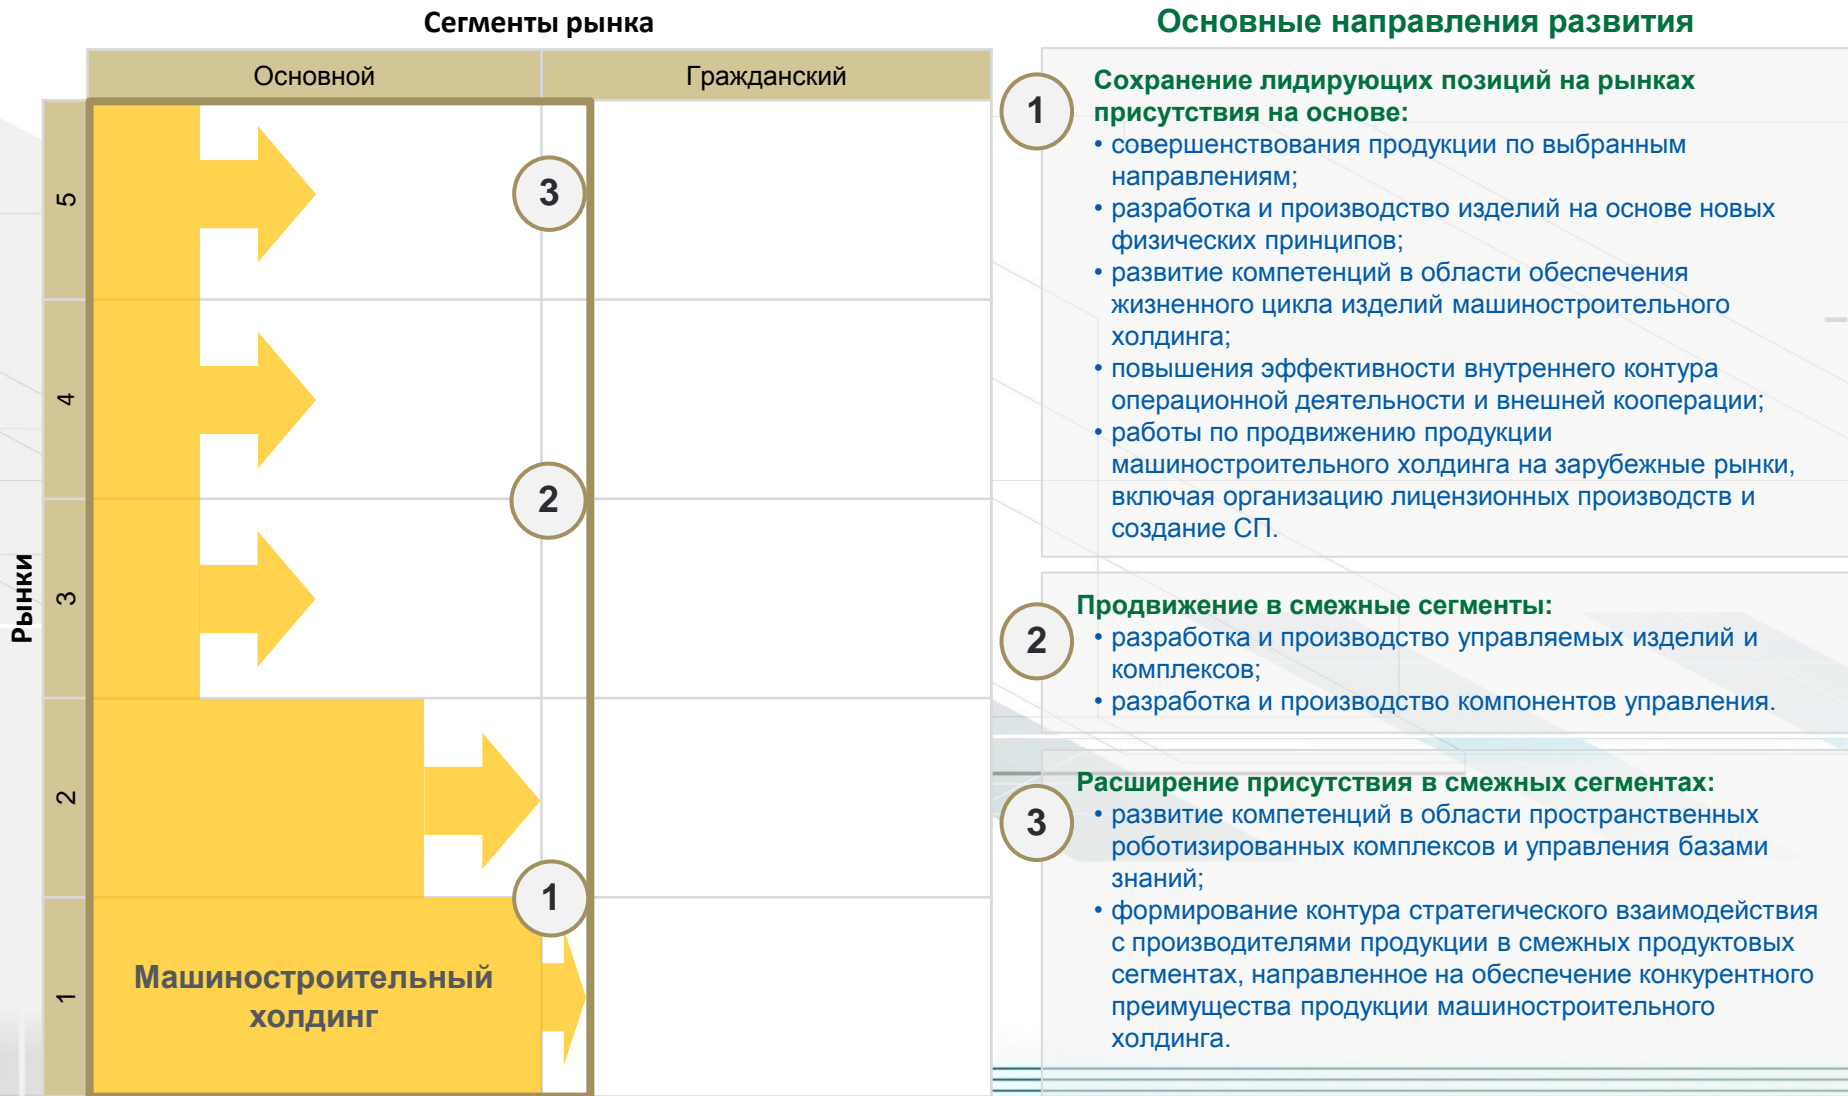 Сегменты рынка
Основной
Гражданский
Рынки
5
4
3
2
1
3
2
1
Машиностроительный
холдинг
Основные направления развития
1
Сохранение лидирующих позиций на рынках
присутствия на основе:
• совершенствования продукции по выбранным
направлениям;
• разработка и производство изделий на основе новых
физических принципов;
• развитие компетенций в области обеспечения
жизненного цикла изделий машиностроительного
холдинга;
• повышения эффективности внутреннего контура
операционной деятельности и внешней кооперации;
• работы по продвижению продукции
машиностроительного холдинга на зарубежные рынки,
включая организацию лицензионных производств и
создание СП.
2
Продвижение в смежные сегменты:
• разработка и производство управляемых изделий и
комплексов;
• разработка и производство компонентов управления.
3
Расширение присутствия в смежных сегментах:
• развитие компетенций в области пространственных
роботизированных комплексов и управления базами
знаний;
• формирование контура стратегического взаимодействия
с производителями продукции в смежных продуктовых
сегментах, направленное на обеспечение конкурентного
преимущества продукции машиностроительного
холдинга.